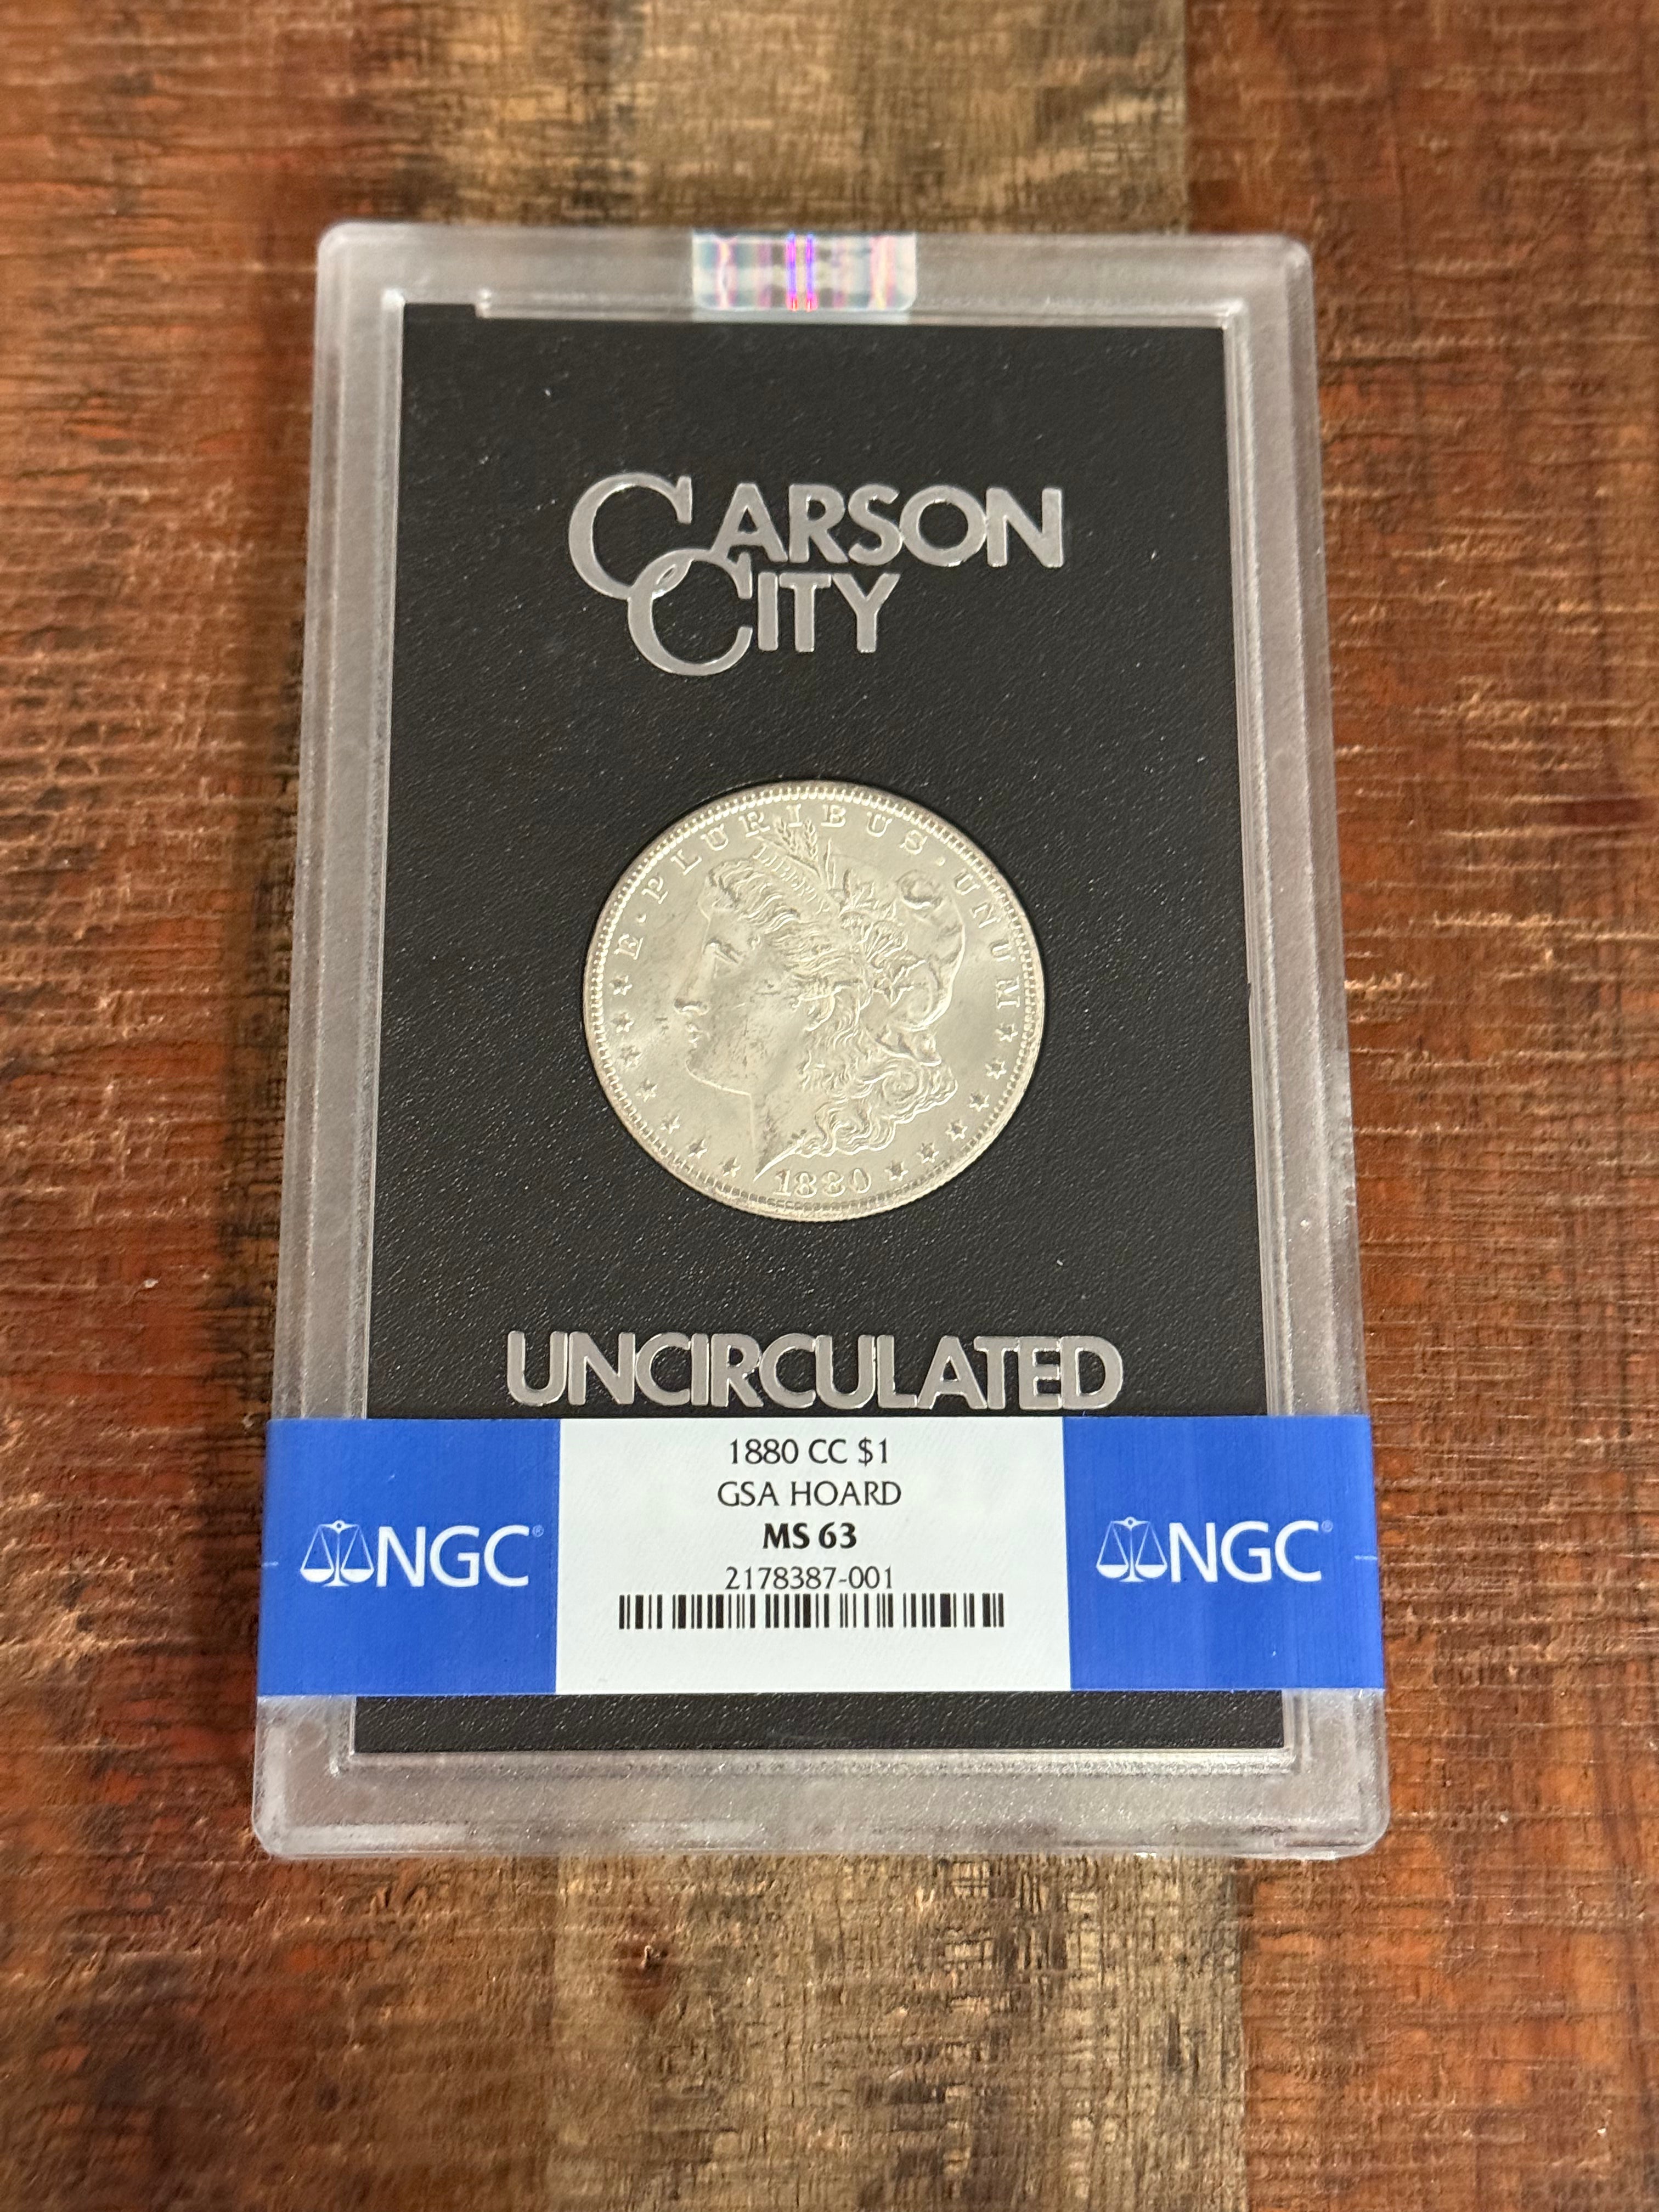 CARSON
CITY
E·PLURIBUS·UNUM
LIBERTY
1880
UNCIRCULATED
1880 CC $1
GSA HOARD
NGC®
MS 63
NGC®
2178387-001